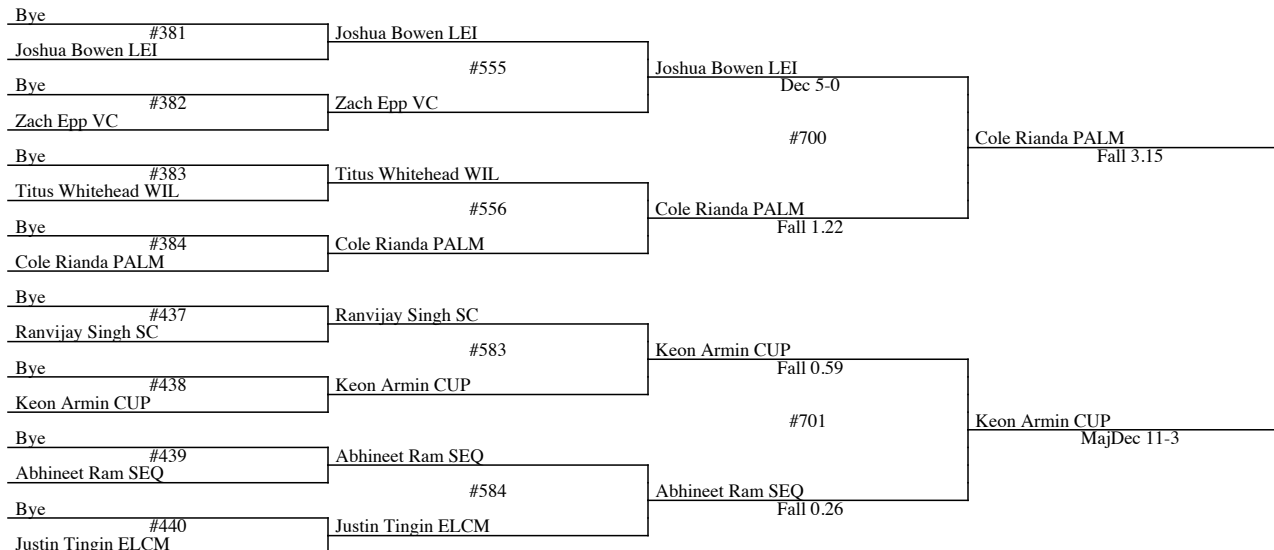 Bye
#381
Joshua Bowen LEI
Joshua Bowen LEI
#555
Bye
#382
Zach Epp VC
Zach Epp VC
Joshua Bowen LEI
Dec 5-0
#700
Bye
#383
Titus Whitehead WIL
Titus Whitehead WIL
#556
Bye
#384
Cole Rianda PALM
Cole Rianda PALM
Cole Rianda PALM
Fall 1.22
Cole Rianda PALM
Fall 3.15
Bye
#437
Ranvijay Singh SC
Ranvijay Singh SC
#583
Bye
#438
Keon Armin CUP
Keon Armin CUP
Keon Armin CUP
Fall 0.59
#701
Bye
#439
Abhineet Ram SEQ
Abhineet Ram SEQ
#584
Bye
#440
Justin Tingin ELCM
Justin Tingin ELCM
Abhineet Ram SEQ
Fall 0.26
Keon Armin CUP
MajDec 11-3